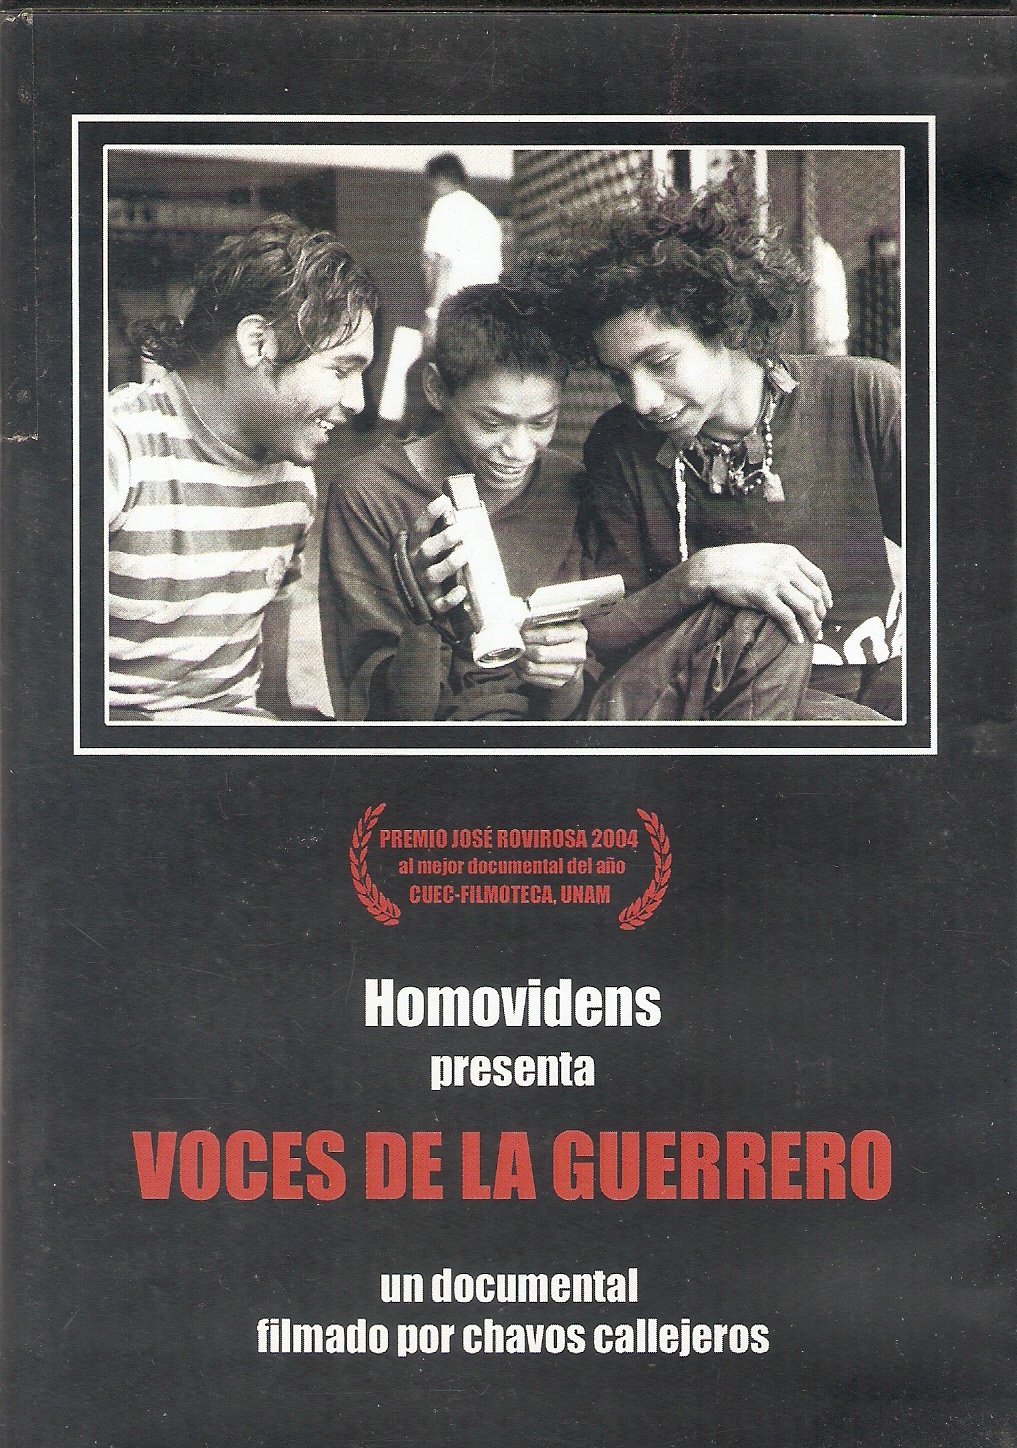 PREMIO JOSÉ ROVIROSA 2004
al mejor documental del año
CUEC-FILMOTECA, UNAM
Homovidens
presenta
VOCES DE LA GUERRERO
un documental
filmado por chavos callejeros